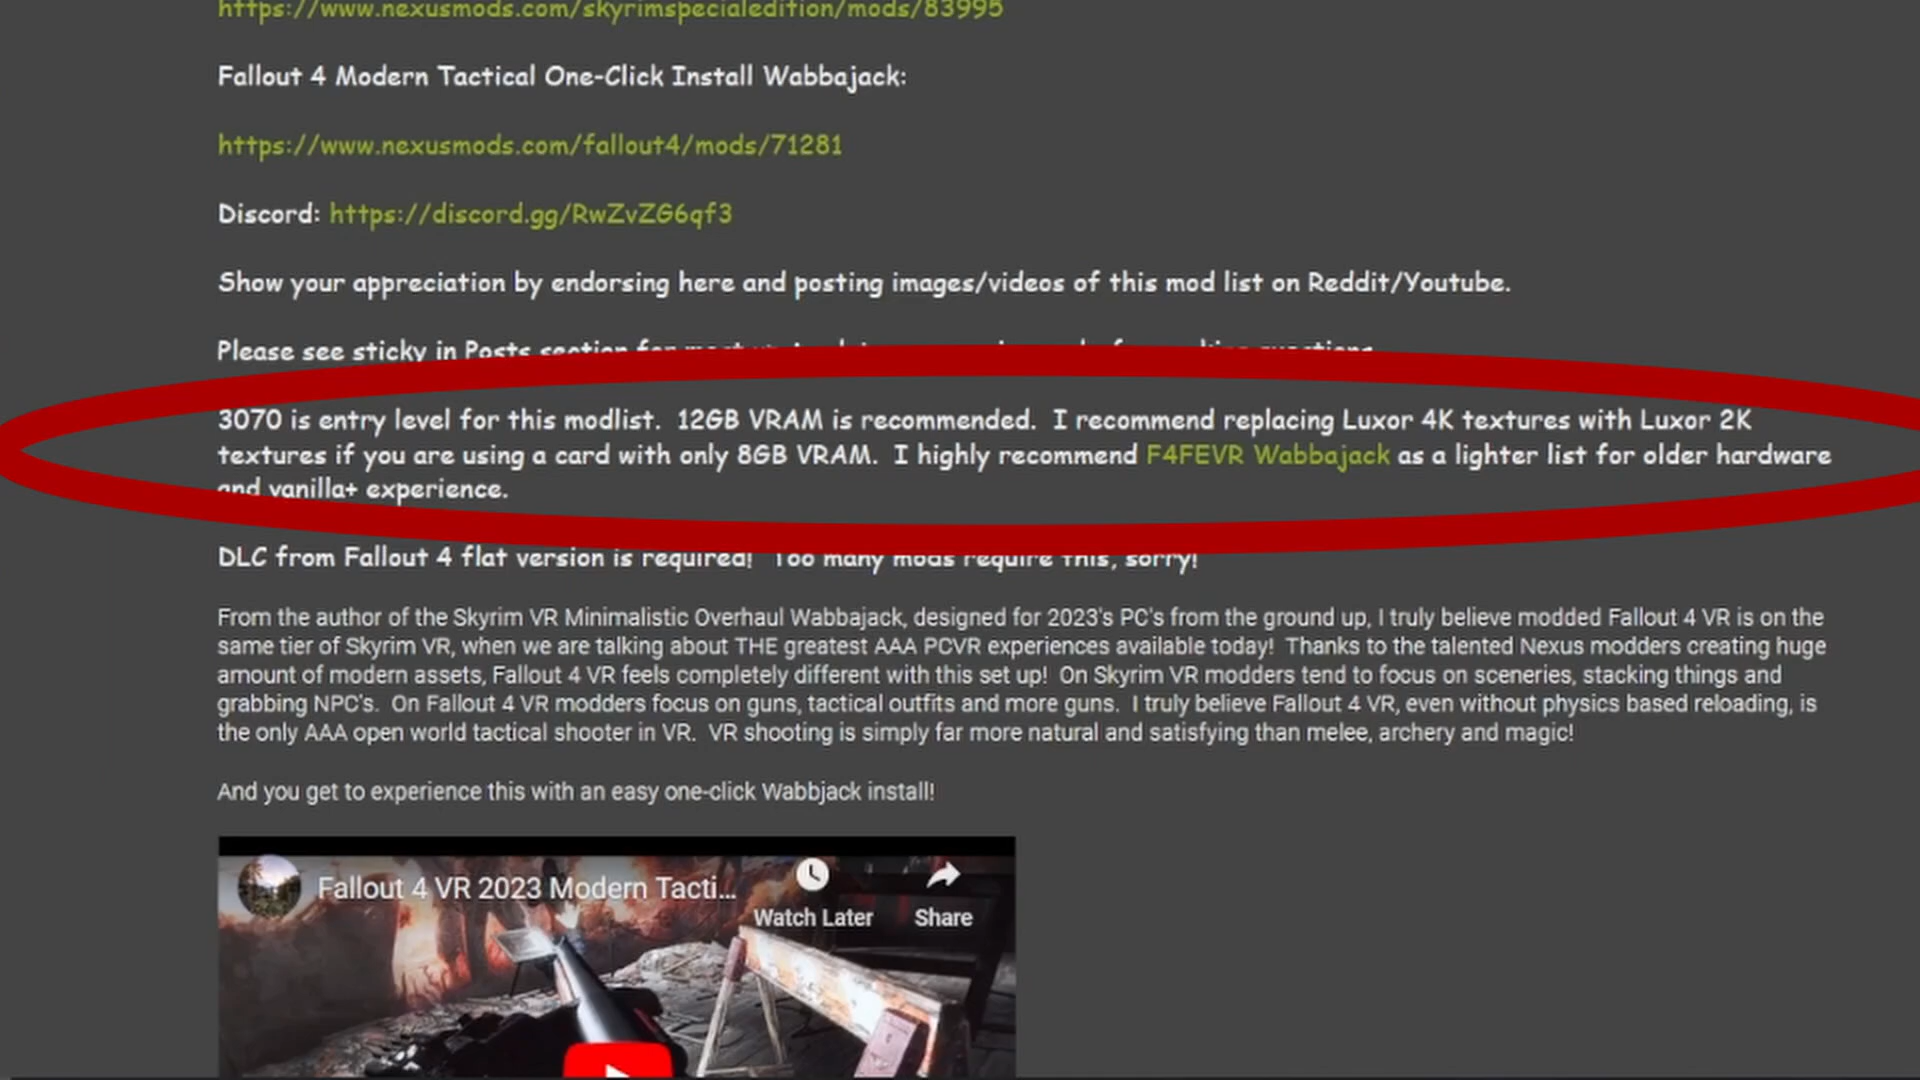 https://www.nexusmods.com/skyrimspecialedition/mods/83995
Fallout 4 Modern Tactical One-Click Install Wabbajack:
https://www.nexusmods.com/fallout4/mods/71281
Discord: https://discord.gg/RwZvZG6qf3
Show your appreciation by endorsing here and posting images/videos of this mod list on Reddit/Youtube.
Please see sticky in Posts section for most questions
3070 is entry level for this modlist.  12GB VRAM is recommended.  I recommend replacing Luxor 4K textures with Luxor 2K
textures if you are using a card with only 8GB VRAM.  I highly recommend F4FEVR Wabbajack as a lighter list for older hardware
and vanilla+ experience.
DLC from Fallout 4 flat version is required!  Too many mods require this, sorry!
From the author of the Skyrim VR Minimalistic Overhaul Wabbajack, designed for 2023's PC's from the ground up, I truly believe modded Fallout 4 VR is on the
same tier of Skyrim VR, when we are talking about THE greatest AAA PCVR experiences available today!  Thanks to the talented Nexus modders creating huge
amount of modern assets, Fallout 4 VR feels completely different with this set up!  On Skyrim VR modders tend to focus on sceneries, stacking things and
grabbing NPC's.  On Fallout 4 VR modders focus on guns, tactical outfits and more guns.  I truly believe Fallout 4 VR, even without physics based reloading, is
the only AAA open world tactical shooter in VR.  VR shooting is simply far more natural and satisfying than melee, archery and magic!
And you get to experience this with an easy one-click Wabbjack install!
Fallout 4 VR 2023 Modern Tacti...
Watch Later
Share